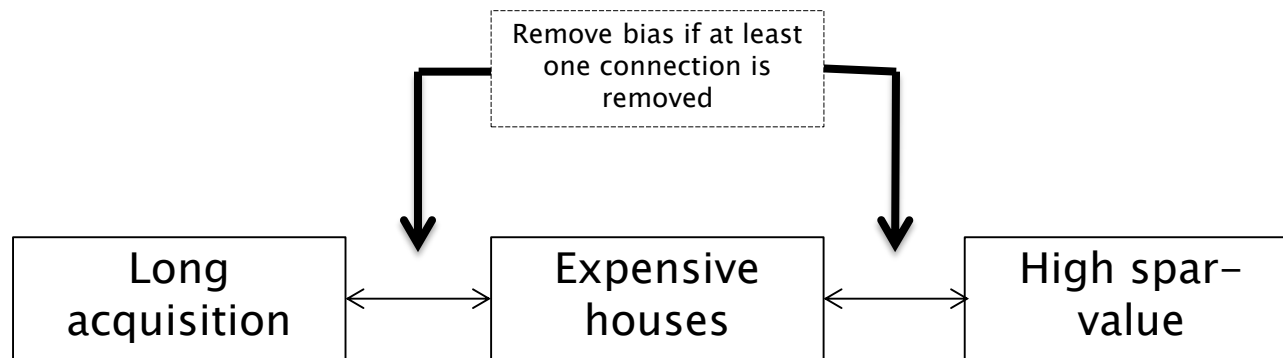 Remove bias if at least
one connection is
removed
Long
acquisition
Expensive
houses
High spar-
value